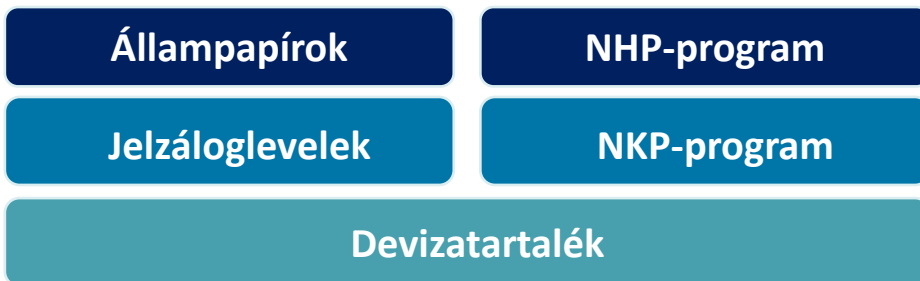 Állampapírok
NHP-program
Jelzáloglevelek
NKP-program
Devizatartalék